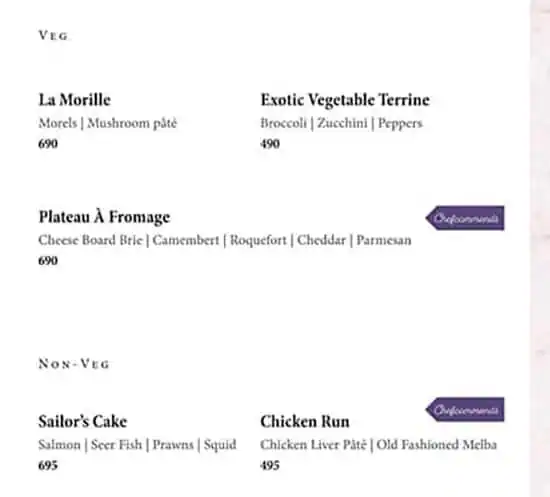 VEG
La Morille
Morels | Mushroom pâté
690
Exotic Vegetable Terrine
Broccoli | Zucchini | Peppers
490
Plateau À Fromage
Chefcommends
Cheese Board Brie | Camembert | Roquefort | Cheddar | Parmesan
690
NON-VEG
Sailor's Cake
Salmon | Seer Fish | Prawns | Squid
695
Chefcommends
Chicken Run
Chicken Liver Pâté | Old Fashioned Melba
495